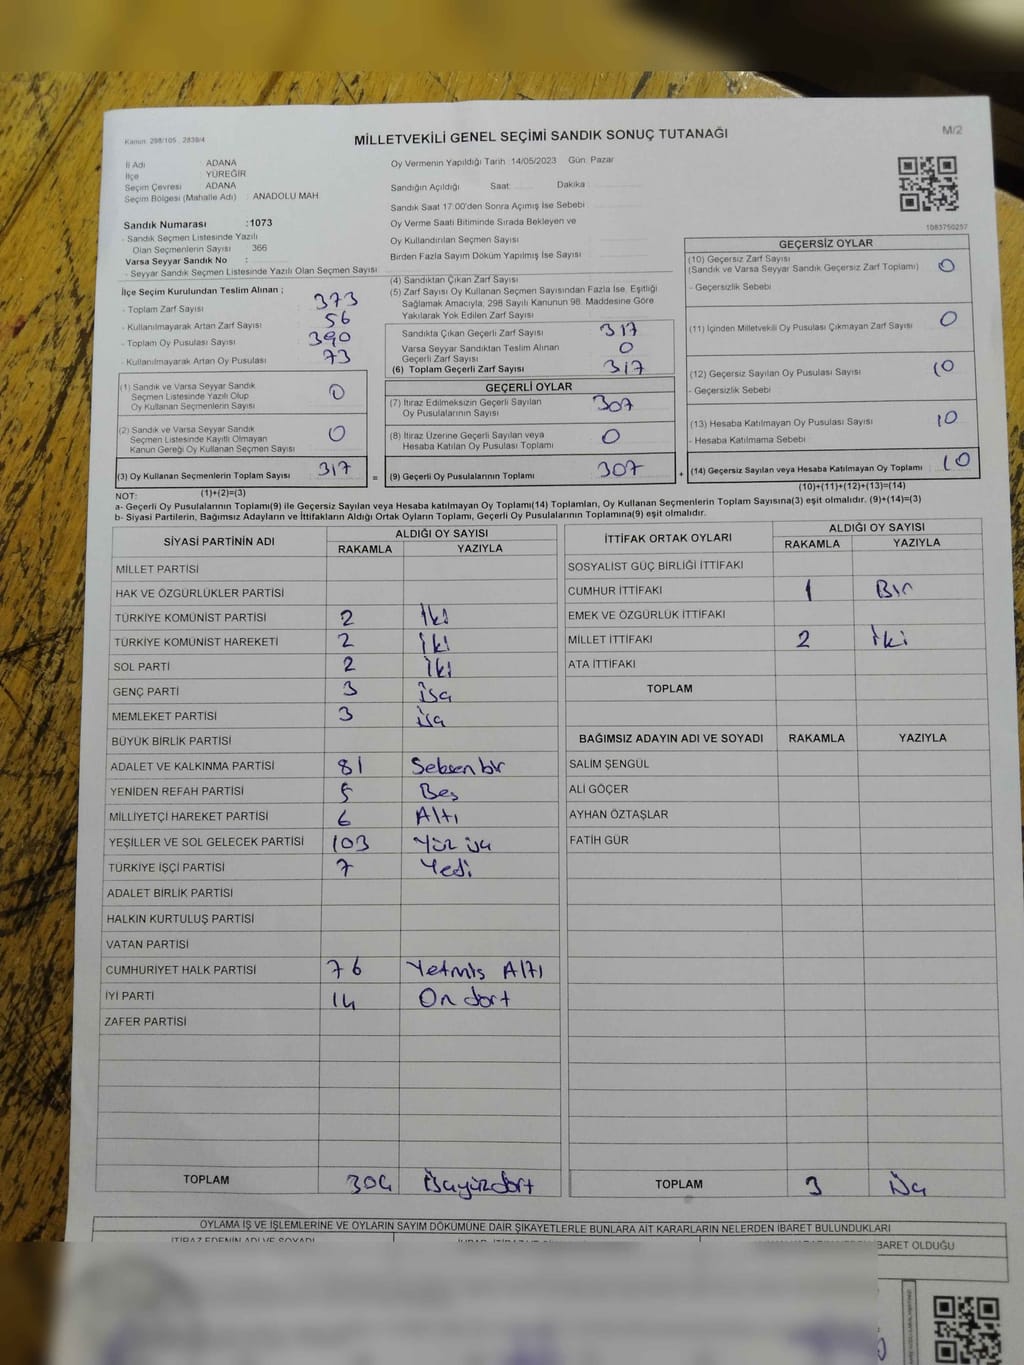 Kanun: 298/105 , 2839/4
MİLLETVEKİLİ GENEL SEÇİMİ SANDIK SONUÇ TUTANAĞI
M/2
İl Adı ADANA
İlçe YÜREĞİR
Seçim Çevresi ADANA
Seçim Bölgesi (Mahalle Adı) : ANADOLU MAH
Oy Vermenin Yapıldığı Tarih 14/05/2023 Gün: Pazar
Sandığın Açıldığı Saat: Dakika
Sandık Saat 17:00'den Sonra Açımış İse Sebebi
Oy Verme Saati Bitiminde Sırada Bekleyen ve
Oy Kullandırılan Seçmen Sayısı
Birden Fazla Sayım Döküm Yapılmış İse Sayısı
1083750257
Sandık Numarası :1073
- Sandık Seçmen Listesinde Yazılı
Olan Seçmenlerin Sayısı : 366
Varsa Seyyar Sandık No :
- Seyyar Sandık Seçmen Listesinde Yazılı Olan Seçmen Sayısı
İlçe Seçim Kurulundan Teslim Alınan ;
- Toplam Zarf Sayısı : 373
- Kullanılmayarak Artan Zarf Sayısı : 56
- Toplam Oy Pusulası Sayısı : 390
- Kullanılmayarak Artan Oy Pusulası : 73
(1) Sandık ve Varsa Seyyar Sandık
Seçmen Listesinde Yazılı Olup
Oy Kullanan Seçmenlerin Sayısı 0
(2) Sandık ve Varsa Seyyar Sandık
Seçmen Listesinde Kayıtlı Olmayan
Kanun Gereği Oy Kullanan Seçmen Sayısı 0
(3) Oy Kullanan Seçmenlerin Toplam Sayısı 317
=
(4) Sandıktan Çıkan Zarf Sayısı
(5) Zarf Sayısı Oy Kullanan Seçmen Sayısından Fazla İse, Eşitliği
Sağlamak Amacıyla, 298 Sayılı Kanunun 98. Maddesine Göre
Yakılarak Yok Edilen Zarf Sayısı
Sandıkta Çıkan Geçerli Zarf Sayısı 317
Varsa Seyyar Sandıktan Teslim Alınan
Geçerli Zarf Sayısı 0
(6) Toplam Geçerli Zarf Sayısı 317
GEÇERLİ OYLAR
(7) İtiraz Edilmeksizin Geçerli Sayılan
Oy Pusulalarının Sayısı 307
(8) İtiraz Üzerine Geçerli Sayılan veya
Hesaba Katılan Oy Pusulası Toplamı 0
(9) Geçerli Oy Pusulalarının Toplamı 307
+
GEÇERSİZ OYLAR
(10) Geçersiz Zarf Sayısı
(Sandık ve Varsa Seyyar Sandık Geçersiz Zarf Toplamı) 0
- Geçersizlik Sebebi
(11) İçinden Milletvekili Oy Pusulası Çıkmayan Zarf Sayısı 0
(12) Geçersiz Sayılan Oy Pusulası Sayısı 10
- Geçersizlik Sebebi
(13) Hesaba Katılmayan Oy Pusulası Sayısı 10
- Hesaba Katılmama Sebebi
(14) Geçersiz Sayılan veya Hesaba Katılmayan Oy Toplamı 10
(1)+(2)=(3)
(10)+(11)+(12)+(13)=(14)
NOT:
a- Geçerli Oy Pusulalarının Toplamı(9) ile Geçersiz Sayılan veya Hesaba katılmayan Oy Toplamı(14) Toplamları, Oy Kullanan Seçmenlerin Toplam Sayısına(3) eşit olmalıdır. (9)+(14)=(3)
b- Siyasi Partilerin, Bağımsız Adayların ve İttifakların Aldığı Ortak Oyların Toplamı, Geçerli Oy Pusulalarının Toplamına(9) eşit olmalıdır.
SİYASİ PARTİNİN ADI ALDIĞI OY SAYISI
RAKAMLA YAZIYLA
MİLLET PARTİSİ
HAK VE ÖZGÜRLÜKLER PARTİSİ
TÜRKİYE KOMÜNİST PARTİSİ 2 İki
TÜRKİYE KOMÜNİST HAREKETİ 2 İki
SOL PARTİ 2 İki
GENÇ PARTİ 3 üç
MEMLEKET PARTİSİ 3 üç
BÜYÜK BİRLİK PARTİSİ
ADALET VE KALKINMA PARTİSİ 81 Seksen bir
YENİDEN REFAH PARTİSİ 5 Beş
MİLLİYETÇİ HAREKET PARTİSİ 6 Altı
YEŞİLLER VE SOL GELECEK PARTİSİ 103 Yüz üç
TÜRKİYE İŞÇİ PARTİSİ 7 Yedi
ADALET BİRLİK PARTİSİ
HALKIN KURTULUŞ PARTİSİ
VATAN PARTİSİ
CUMHURİYET HALK PARTİSİ 76 Yetmis Altı
İYİ PARTİ 14 On dört
ZAFER PARTİSİ
TOPLAM 304 üçyüzdört
İTTİFAK ORTAK OYLARI ALDIĞI OY SAYISI
RAKAMLA YAZIYLA
SOSYALİST GÜÇ BİRLİĞİ İTTİFAKI
CUMHUR İTTİFAKI 1 Bir
EMEK VE ÖZGÜRLÜK İTTİFAKI
MİLLET İTTİFAKI 2 İki
ATA İTTİFAKI
TOPLAM
BAĞIMSIZ ADAYIN ADI VE SOYADI RAKAMLA YAZIYLA
SALİM ŞENGÜL
ALİ GÖÇER
AYHAN ÖZTAŞLAR
FATİH GÜR
TOPLAM 3 üç
OYLAMA İŞ VE İŞLEMLERİNE VE OYLARIN SAYIM DÖKÜMÜNE DAİR ŞİKAYETLERLE BUNLARA AİT KARARLARIN NELERDEN İBARET BULUNDUKLARI
İTİRAZ EDENİN ADI VE SOYADI
BARET OLDUĞU